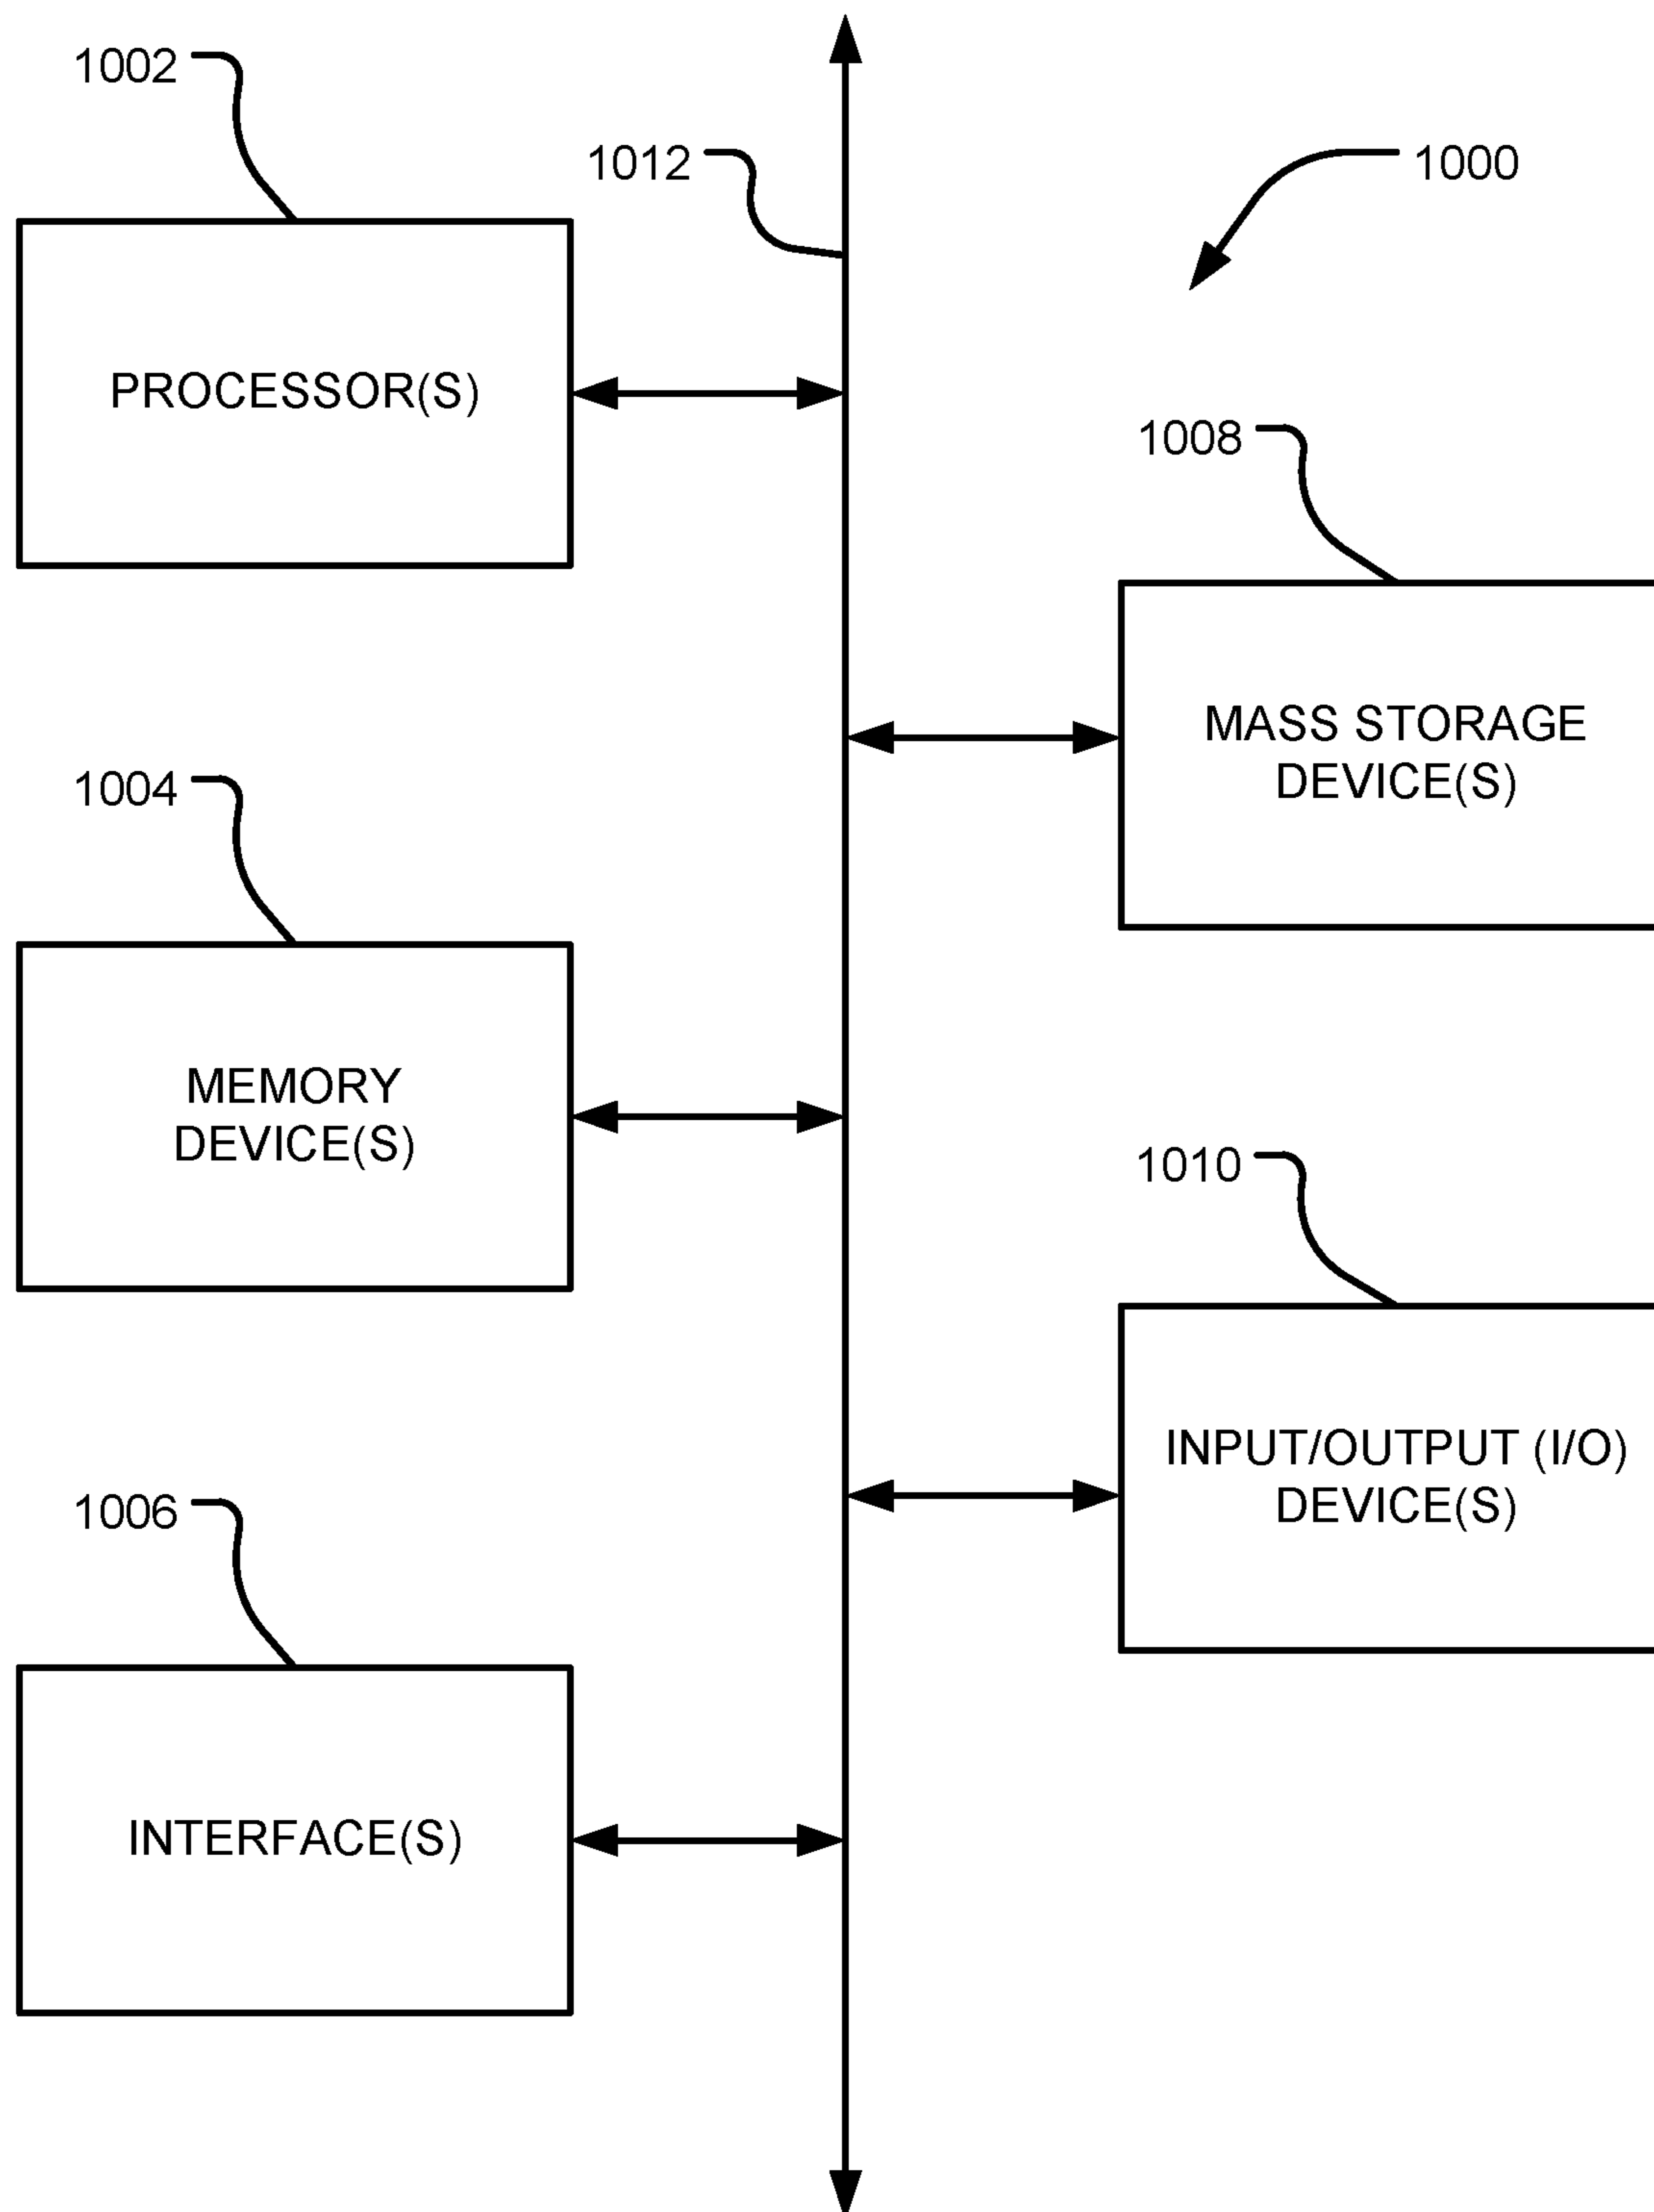 1002
1012
1000
PROCESSOR(S)
1008
MASS STORAGE
DEVICE(S)
1004
MEMORY
DEVICE(S)
1010
INPUT/OUTPUT (I/O)
DEVICE(S)
1006
INTERFACE(S)